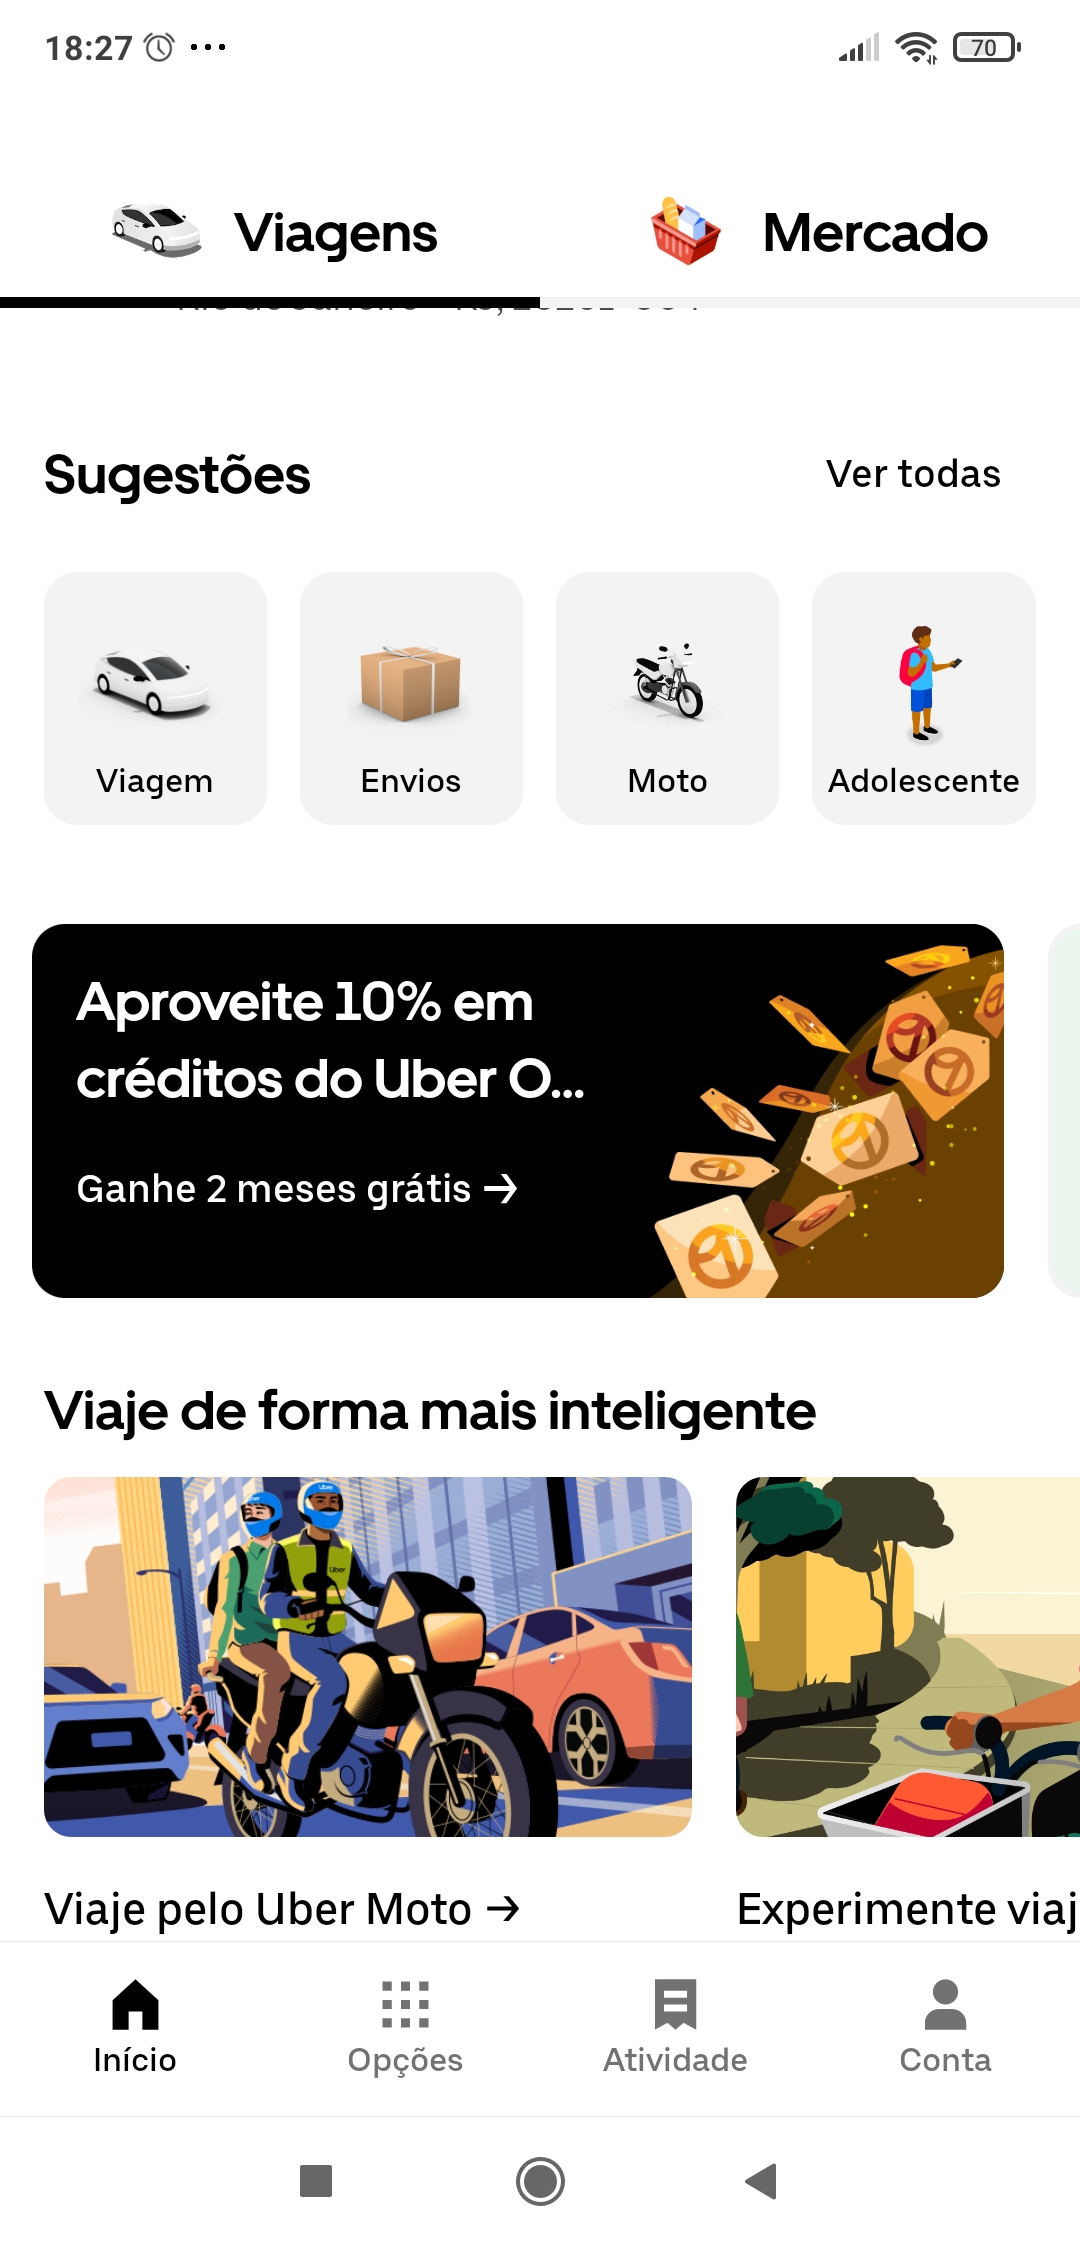 18:27
70
Viagens
Mercado
Sugestões
Ver todas
Viagem
Envios
Moto
Adolescente
Aproveite 10% em
créditos do Uber O...
Ganhe 2 meses grátis →
Viaje de forma mais inteligente
Uber
Uber
Viaje pelo Uber Moto →
Experimente viaj
Início
Opções
Atividade
Conta